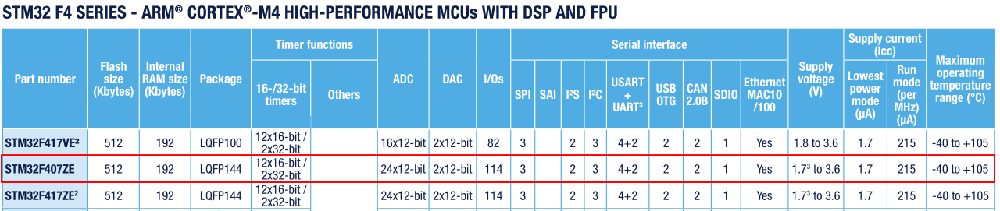 STM32 F4 SERIES - ARM® CORTEX®-M4 HIGH-PERFORMANCE MCUs WITH DSP AND FPU
Part number
Flash
size
(Kbytes)
Internal
RAM size
(Kbytes)
Package
Timer functions
16-/32-bit
timers
Others
ADC
DAC
I/Os
Serial interface
SPI
SAI
I²S
I²C
USART
+
UART³
USB
OTG
CAN
2.0B
SDIO
Ethernet
MAC10
/100
Supply
voltage
(V)
Supply current
(Icc)
Lowest
power
mode
(µA)
Run
mode
(per
MHz)
(µA)
Maximum
operating
temperature
range (°C)
STM32F417VE² 512 192 LQFP100 12x16-bit / 16x12-bit 2x12-bit 82 3 2 3 4+2 2 2 1 Yes 1.8 to 3.6 1.7 215 -40 to +105
2x32-bit
STM32F407ZE 512 192 LQFP144 12x16-bit / 24x12-bit 2x12-bit 114 3 2 3 4+2 2 2 1 Yes 1.7³ to 3.6 1.7 215 -40 to +105
2x32-bit
STM32F417ZE² 512 192 LQFP144 12x16-bit / 24x12-bit 2x12-bit 114 3 2 3 4+2 2 2 1 Yes 1.7³ to 3.6 1.7 215 -40 to +105
2x32-bit